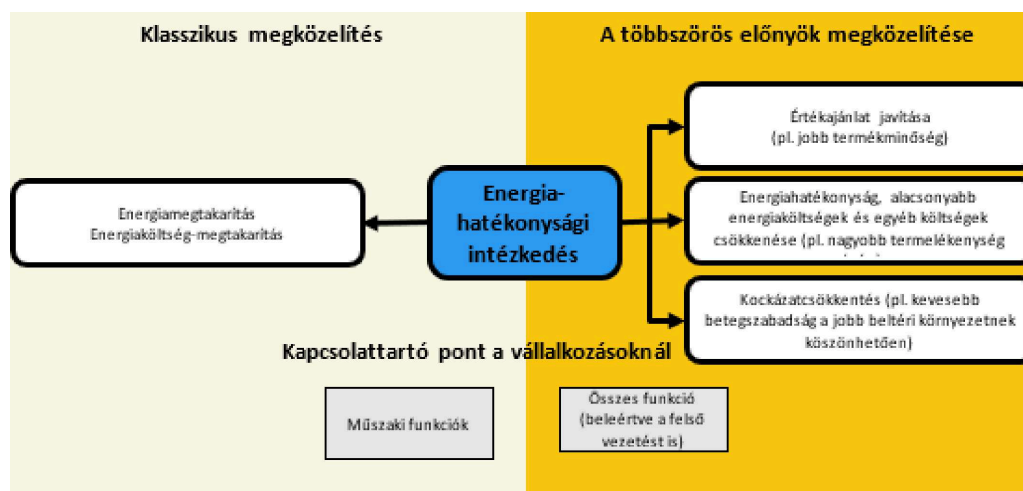 Klasszikus megközelítés
A többszörös előnyök megközelítése
Értékajánlat javítása
(pl. jobb termékminőség)
Energiamegtakarítás
Energiaköltség-megtakarítás
Energia-
hatékonysági
intézkedés
Energiahatékonyság, alacsonyabb
energiaköltségek és egyéb költségek
csökkenése (pl. nagyobb termelékenység
Kockázatcsökkentés (pl. kevesebb
betegszabadság a jobb beltéri környezetnek
köszönhetően)
Kapcsolattartó pont a vállalkozásoknál
Műszaki funkciók
Összes funkció
(beleértve a felső
vezetést is)